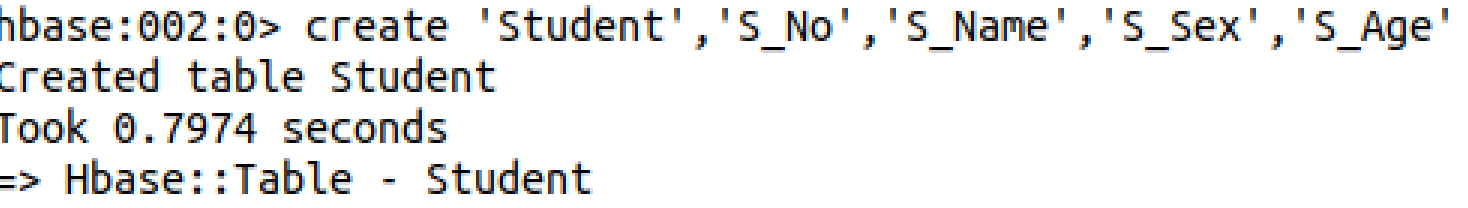 hbase:002:0> create 'Student','S_No','S_Name','S_Sex','S_Age'
Created table Student
Took 0.7974 seconds
=> Hbase::Table - Student